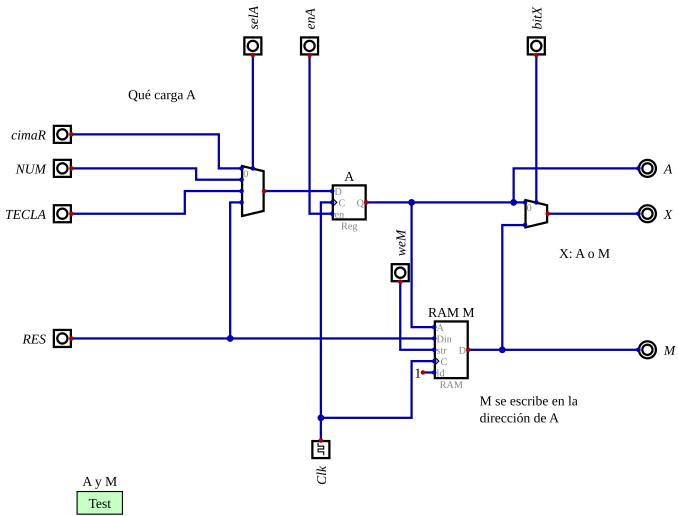 selA
enA
bitX
Qué carga A
cimaR
NUM
TECLA
RES
0
A
D
C
en
Q
Reg
weM
0
A
X
X: A o M
RAM M
A
Din
str
C
ld
D
RAM
1
M
M se escribe en la
dirección de A
Clk
A y M
Test